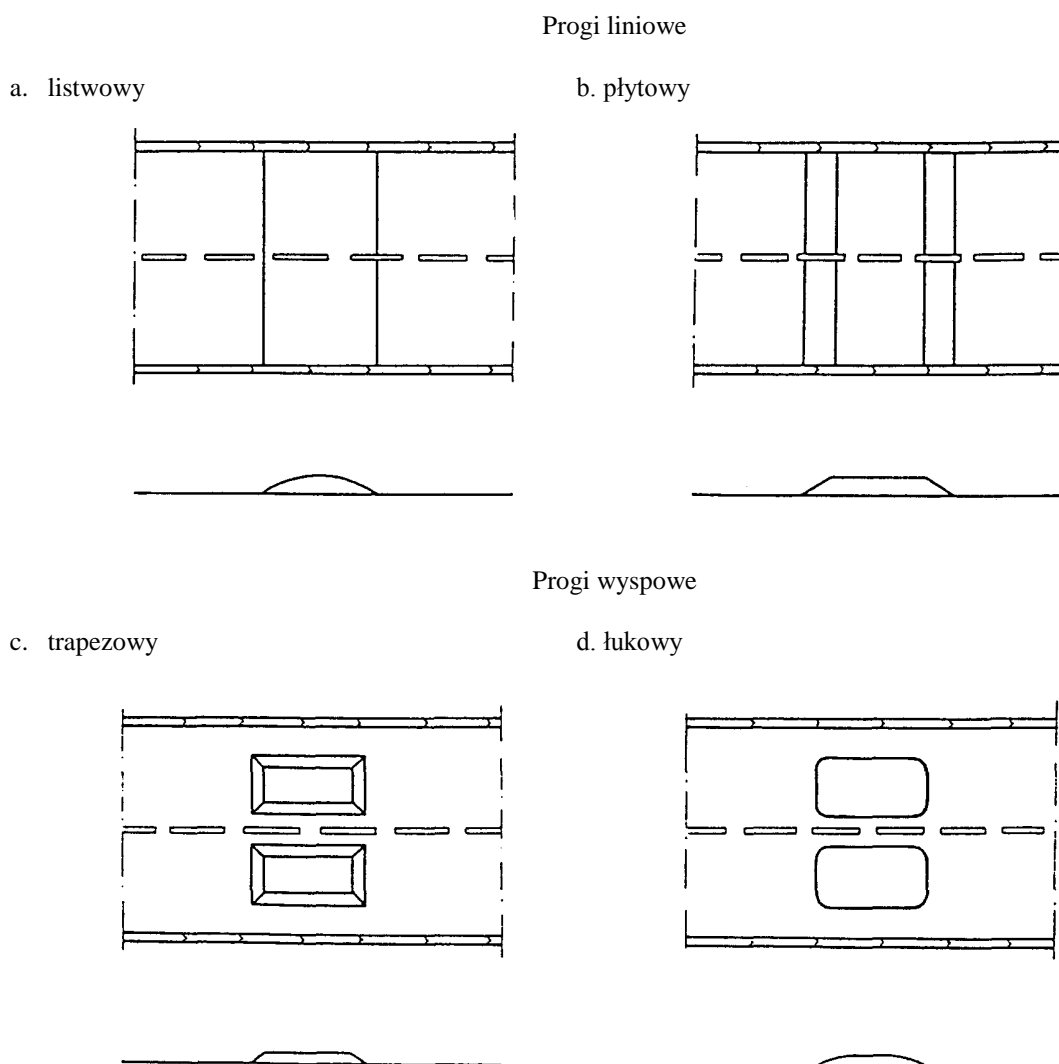 Progi liniowe
a. listwowy
b. płytowy
Progi wyspowe
c. trapezowy
d. łukowy